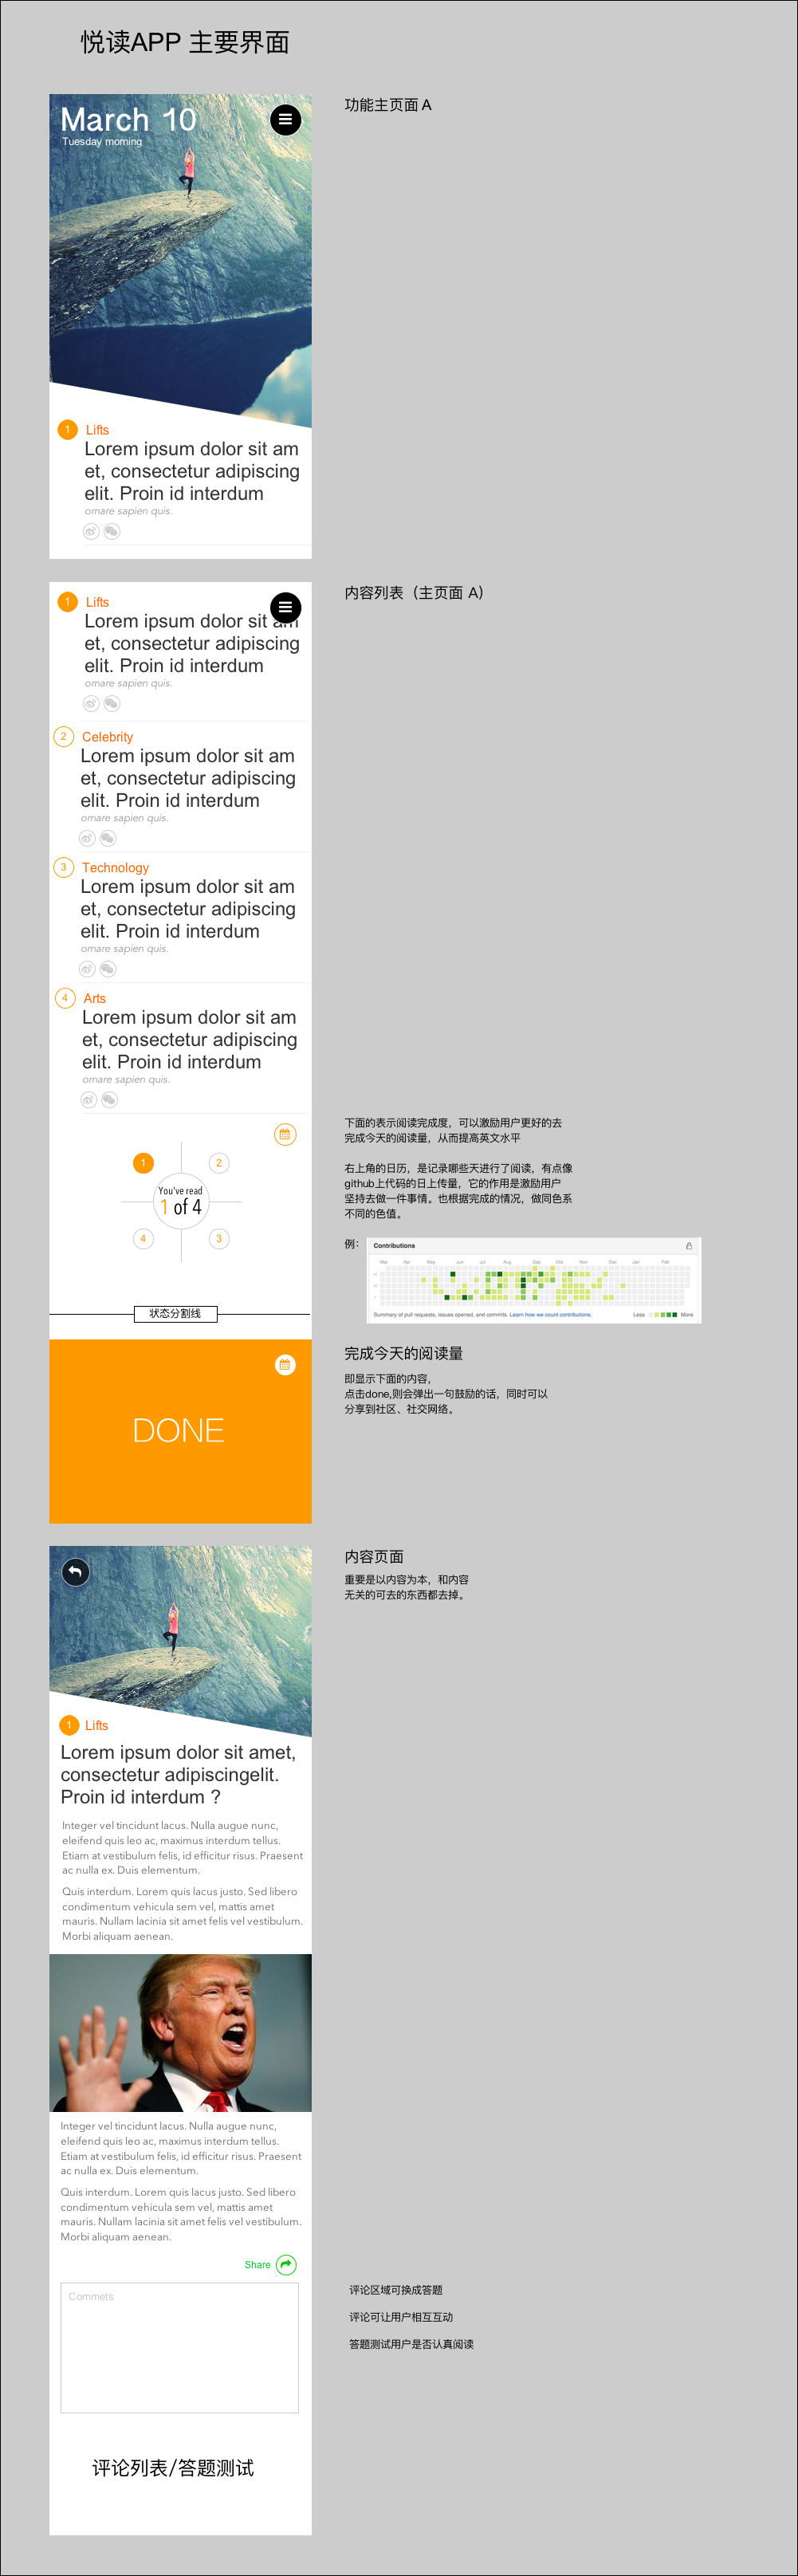 悦读APP 主要界面
功能主页面 A
March 10
Tuesday morning
1 Lifts
Lorem ipsum dolor sit am
et, consectetur adipiscing
elit. Proin id interdum
ornare sapien quis.
内容列表（主页面 A）
1 Lifts
Lorem ipsum dolor sit am
et, consectetur adipiscing
elit. Proin id interdum
ornare sapien quis.
2 Celebrity
Lorem ipsum dolor sit am
et, consectetur adipiscing
elit. Proin id interdum
ornare sapien quis.
3 Technology
Lorem ipsum dolor sit am
et, consectetur adipiscing
elit. Proin id interdum
ornare sapien quis.
4 Arts
Lorem ipsum dolor sit am
et, consectetur adipiscing
elit. Proin id interdum
ornare sapien quis.
1 2
You've read
1 of 4
4 3
下面的表示阅读完成度，可以激励用户更好的去
完成今天的阅读量，从而提高英文水平
右上角的日历，是记录哪些天进行了阅读，有点像
github上代码的日上传量，它的作用是激励用户
坚持去做一件事情。也根据完成的情况，做同色系
不同的色值。
例：
Contributions
Mar Apr May Jun Jul Aug Sep Oct Nov Dec Jan Feb
M
W
F
Summary of pull requests, issues opened, and commits. Learn how we count contributions. Less More
状态分割线
DONE
完成今天的阅读量
即显示下面的内容，
点击done,则会弹出一句鼓励的话，同时可以
分享到社区、社交网络。
内容页面
重要是以内容为本，和内容
无关的可去的东西都去掉。
1 Lifts
Lorem ipsum dolor sit amet,
consectetur adipiscingelit.
Proin id interdum ?
Integer vel tincidunt lacus. Nulla augue nunc,
eleifend quis leo ac, maximus interdum tellus.
Etiam at vestibulum felis, id efficitur risus. Praesent
ac nulla ex. Duis elementum.
Quis interdum. Lorem quis lacus justo. Sed libero
condimentum vehicula sem vel, mattis amet
mauris. Nullam lacinia sit amet felis vel vestibulum.
Morbi aliquam aenean.
Integer vel tincidunt lacus. Nulla augue nunc,
eleifend quis leo ac, maximus interdum tellus.
Etiam at vestibulum felis, id efficitur risus. Praesent
ac nulla ex. Duis elementum.
Quis interdum. Lorem quis lacus justo. Sed libero
condimentum vehicula sem vel, mattis amet
mauris. Nullam lacinia sit amet felis vel vestibulum.
Morbi aliquam aenean.
Share
Commets
评论区域可换成答题
评论可让用户相互互动
答题测试用户是否认真阅读
评论列表/答题测试